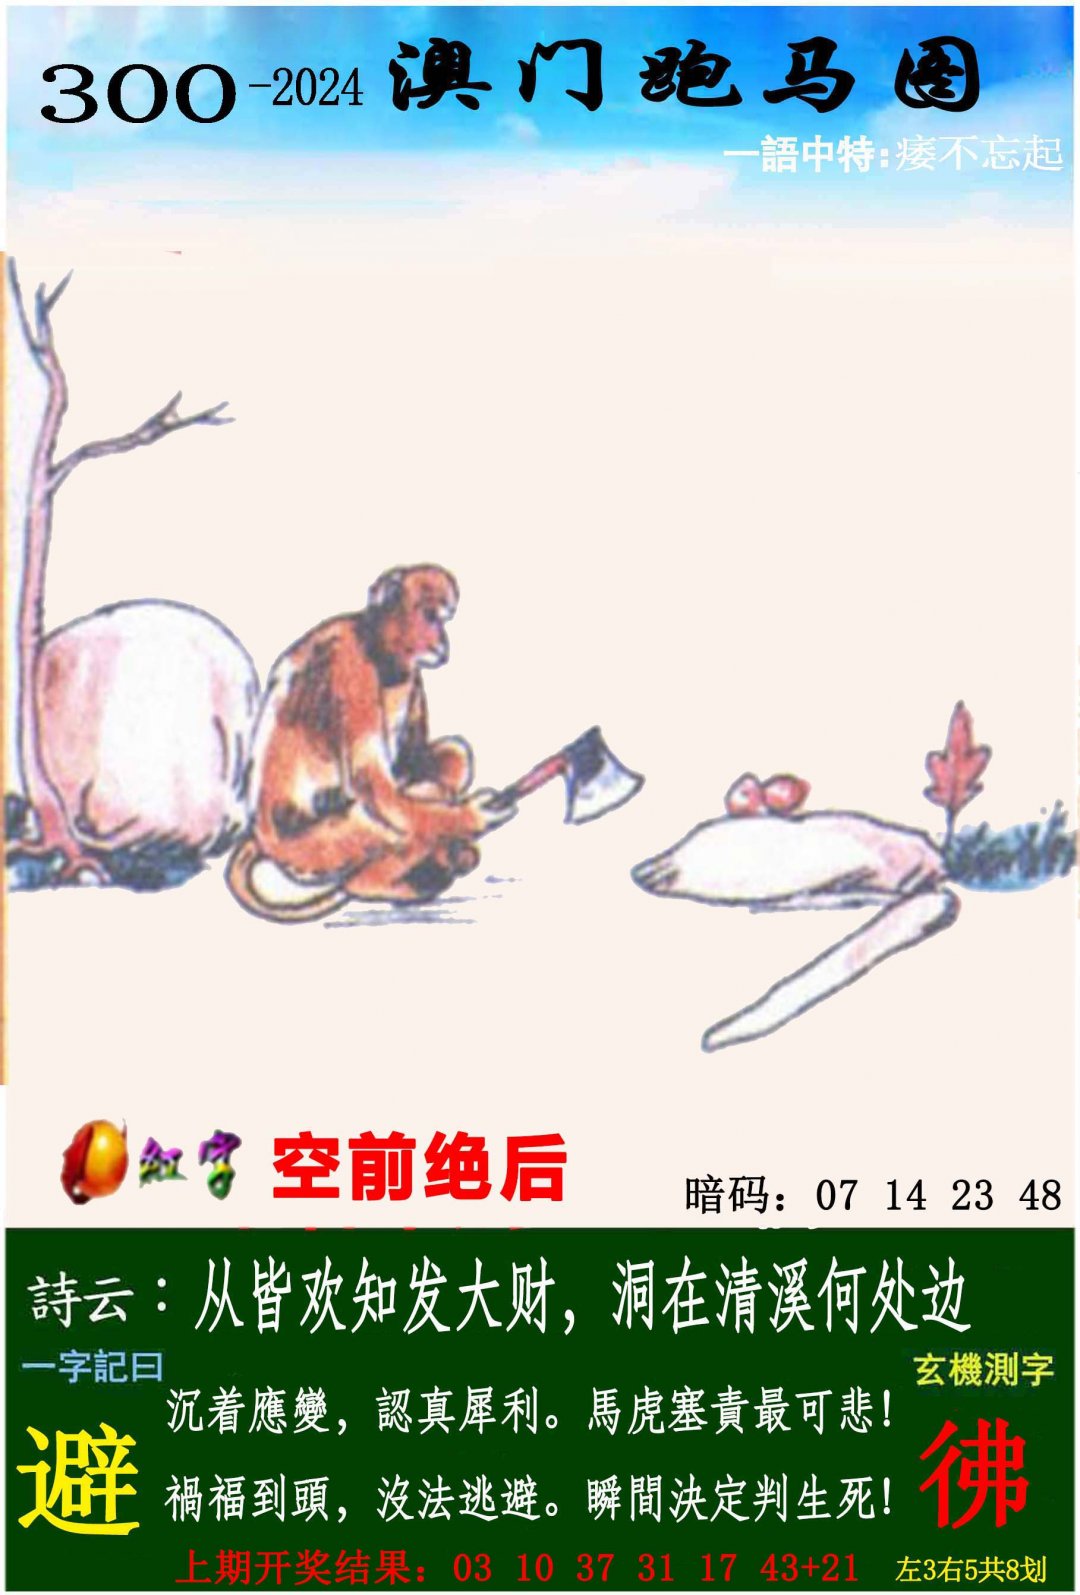 300-2024 澳门跑马图
一語中特:痿不忘起
红字 空前绝后
暗码：07 14 23 48
詩云：从皆欢知发大财，洞在清溪何处边
一字記曰
玄機測字
沉着應變，認真犀利。馬虎塞責最可悲！
避
彿
禍福到頭，沒法逃避。瞬間決定判生死！
上期开奖结果：03 10 37 31 17 43+21
左3右5共8划